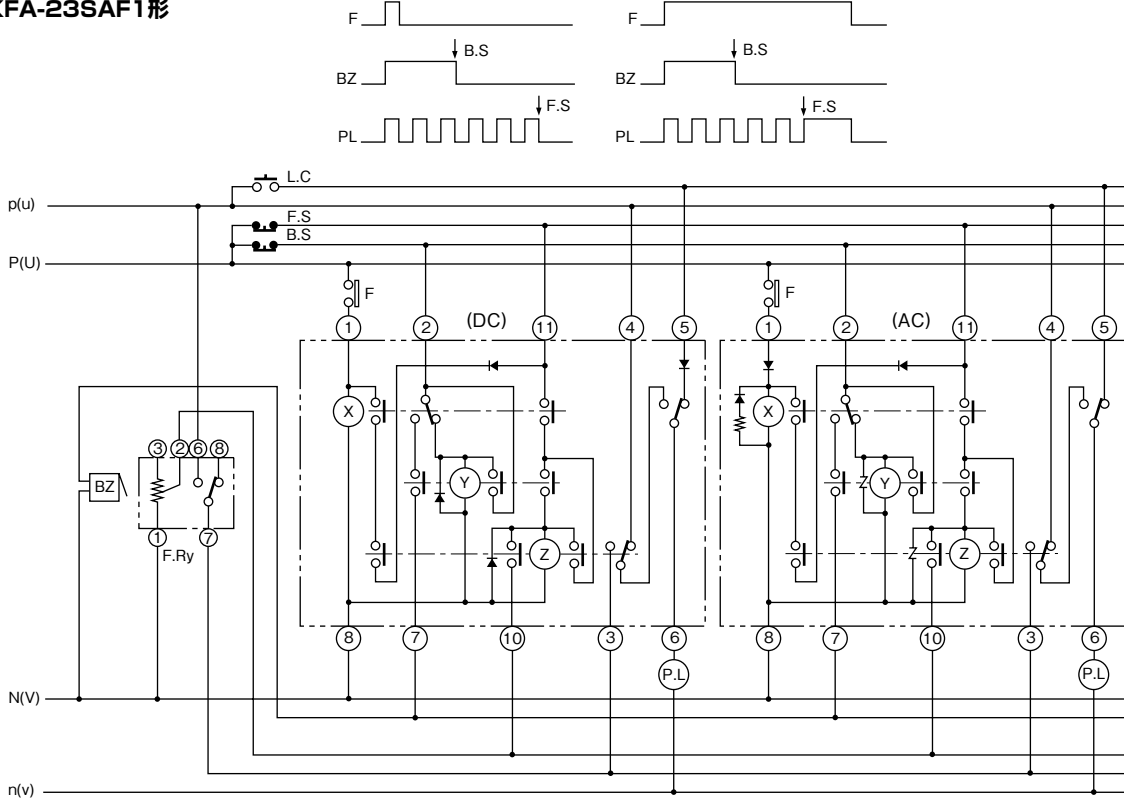 KFA-23SAF1形
F F
B.S B.S
BZ BZ
F.S F.S
PL PL
L.C
p(u)
F.S
B.S
P(U)
F F
1 2 (DC) 11 4 5 1 2 (AC) 11 4 5
X X
3 2 6 8
BZ Y Y
1 7
F.Ry Z Z
8 7 10 3 6 8 7 10 3 6
P.L P.L
N(V)
n(v)